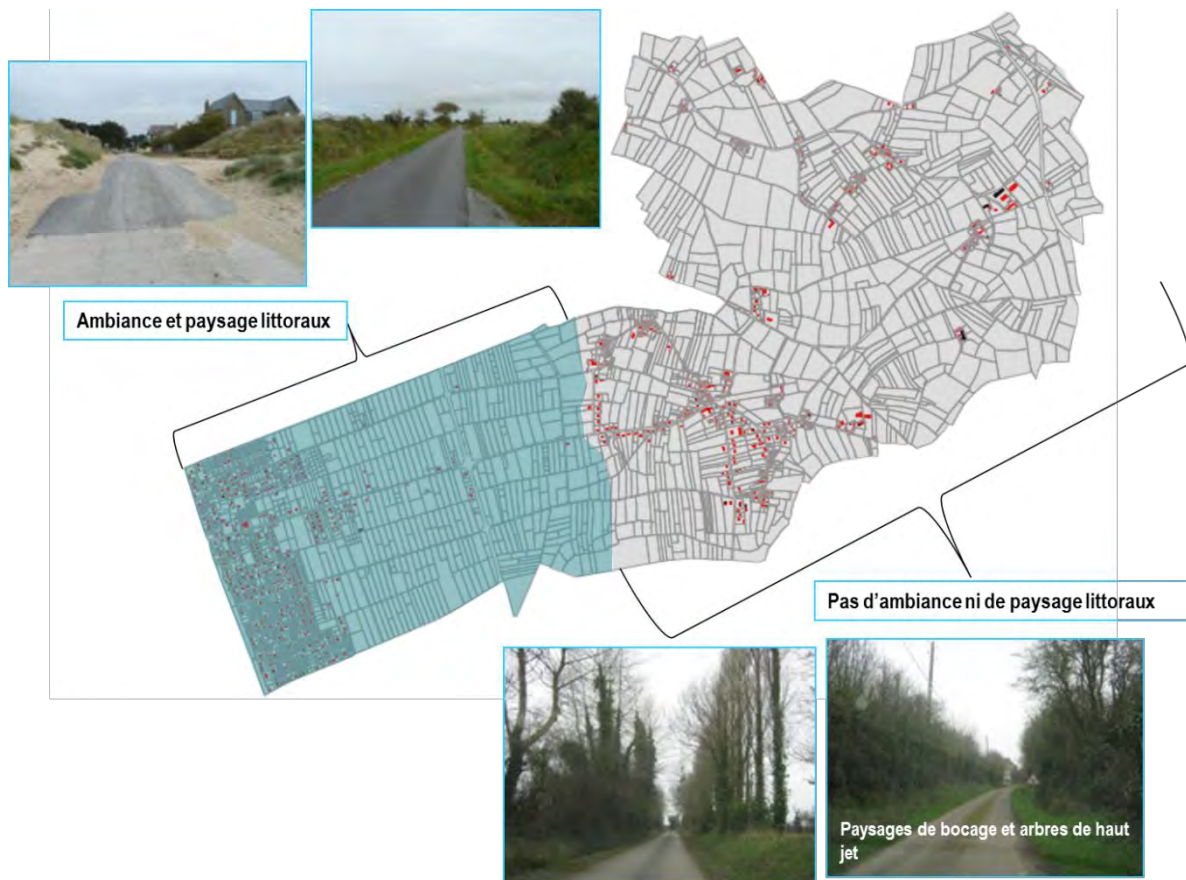 Ambiance et paysage littoraux
Pas d'ambiance ni de paysage littoraux
Paysages de bocage et arbres de haut
jet